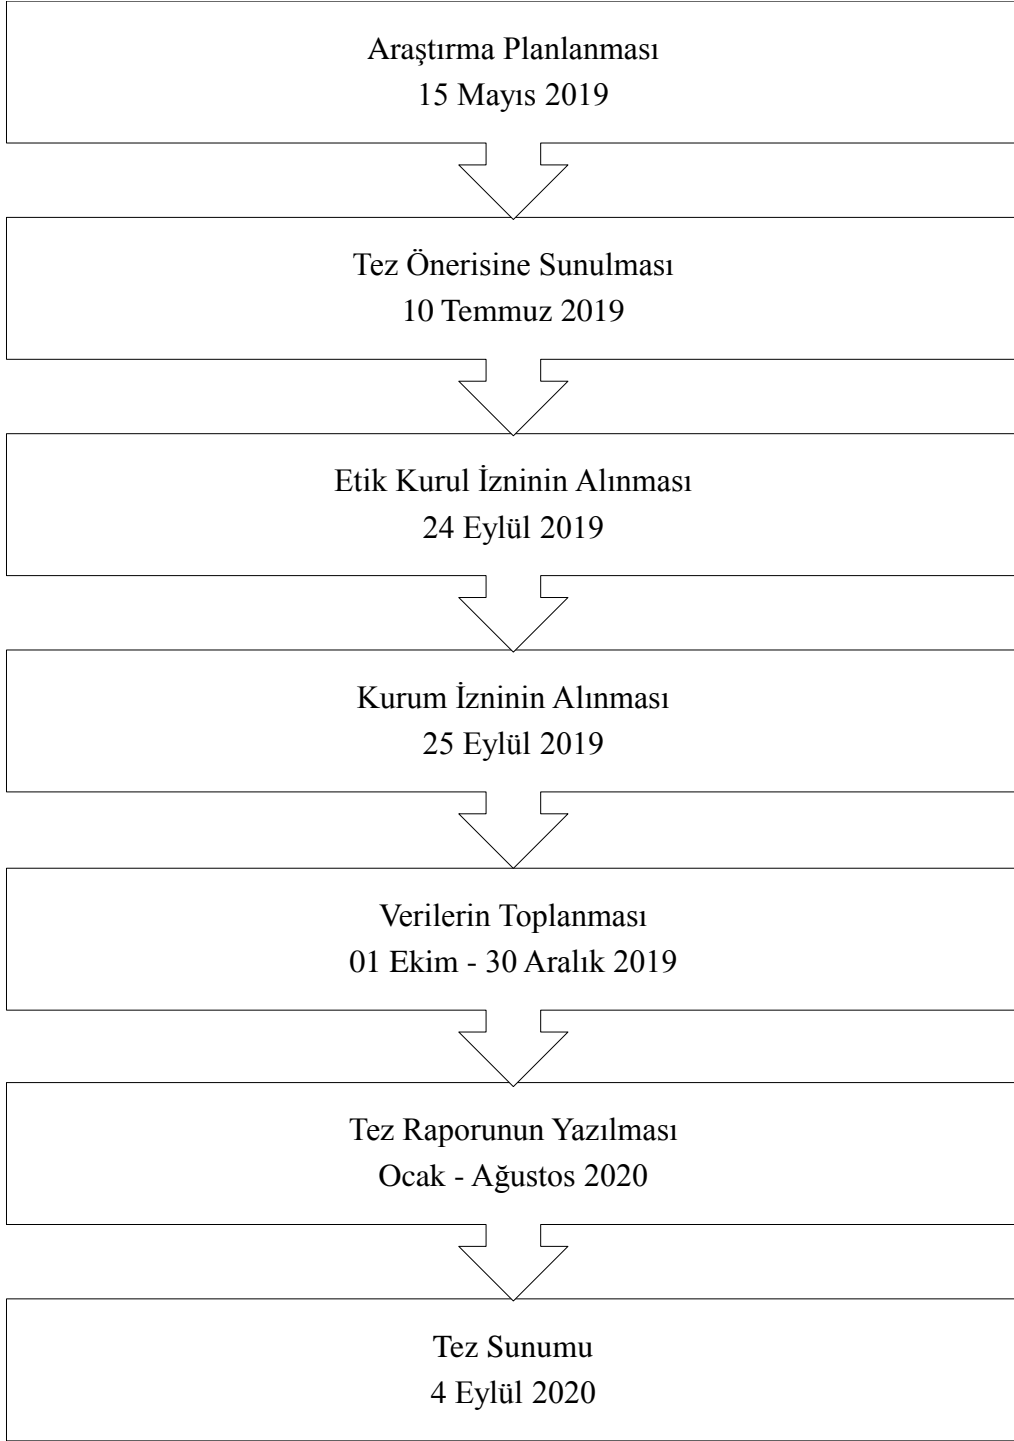 Araştırma Planlanması
15 Mayıs 2019
Tez Önerisine Sunulması
10 Temmuz 2019
Etik Kurul İzninin Alınması
24 Eylül 2019
Kurum İzninin Alınması
25 Eylül 2019
Verilerin Toplanması
01 Ekim - 30 Aralık 2019
Tez Raporunun Yazılması
Ocak - Ağustos 2020
Tez Sunumu
4 Eylül 2020